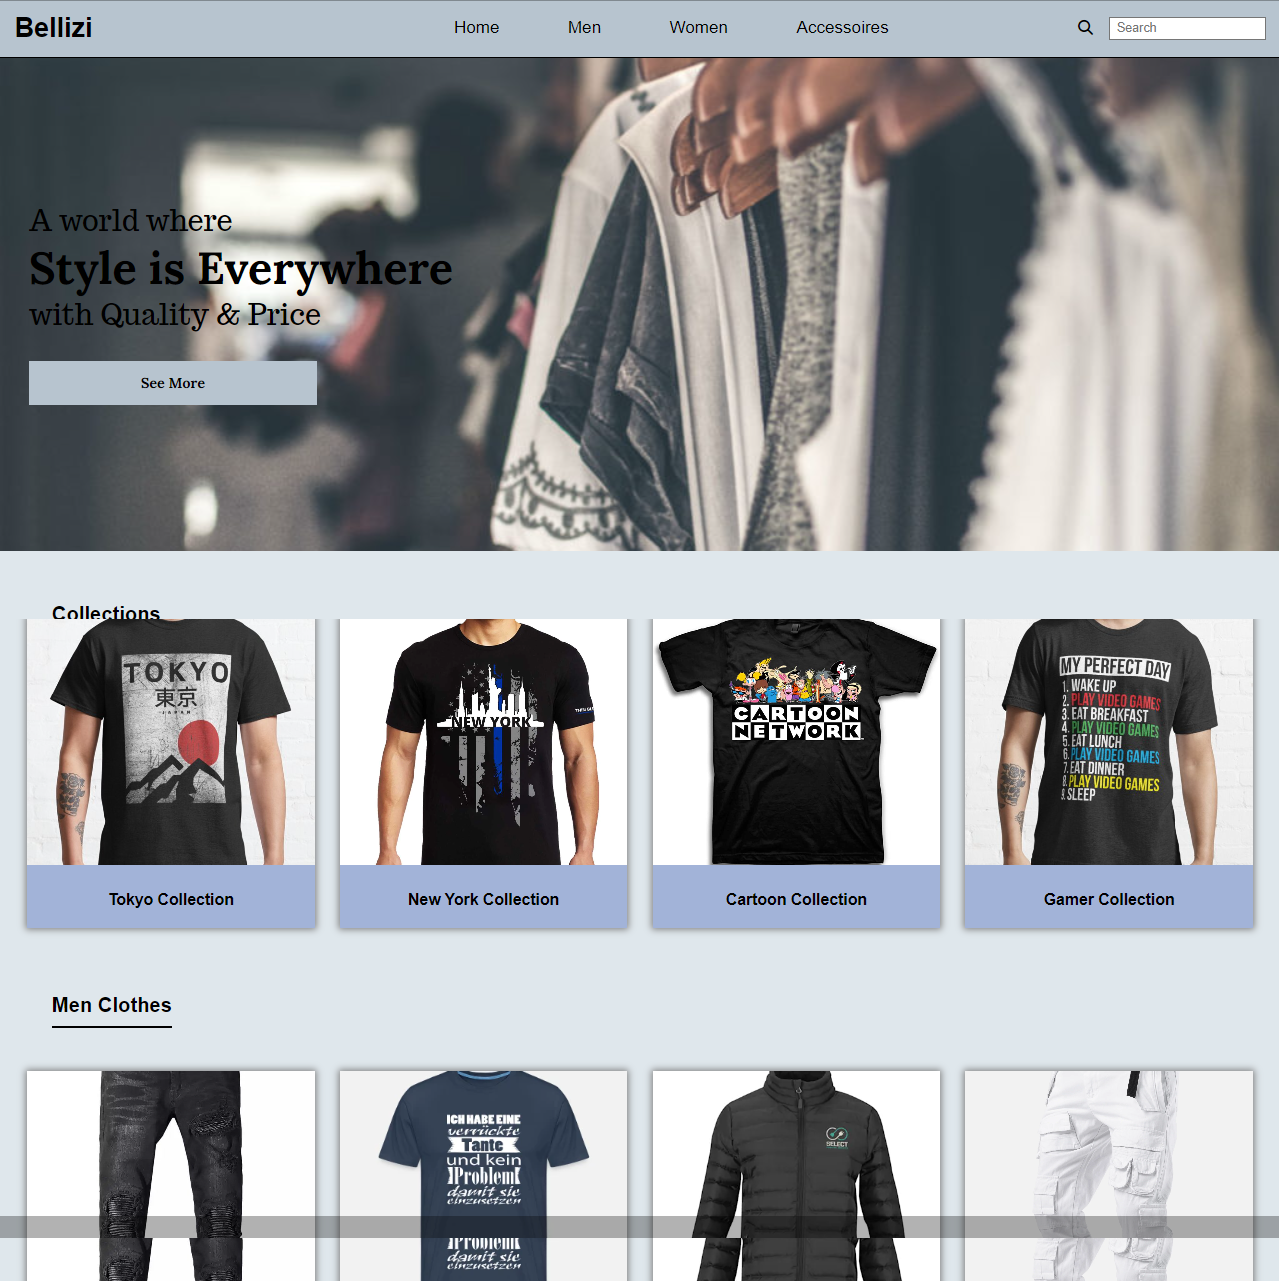 Bellizi
Home
Men
Women
Accessoires
Search
A world where
Style is Everywhere
with Quality & Price
See More
Collections
TOKYO
東京
-JAPAN-
NEW YORK
CARTOON
NETWORK
MY PERFECT DAY
1. WAKE UP
2. PLAY VIDEO GAMES
3. EAT BREAKFAST
4. PLAY VIDEO GAMES
5. EAT LUNCH
6. PLAY VIDEO GAMES
7. EAT DINNER
8. PLAY VIDEO GAMES
9. SLEEP
Tokyo Collection
New York Collection
Cartoon Collection
Gamer Collection
Men Clothes
ICH HABE EINE
verrückte
Tante
und kein
Problem
damit sie
einzusetzen
Problem
damit sie
einzusetzen
SELECT